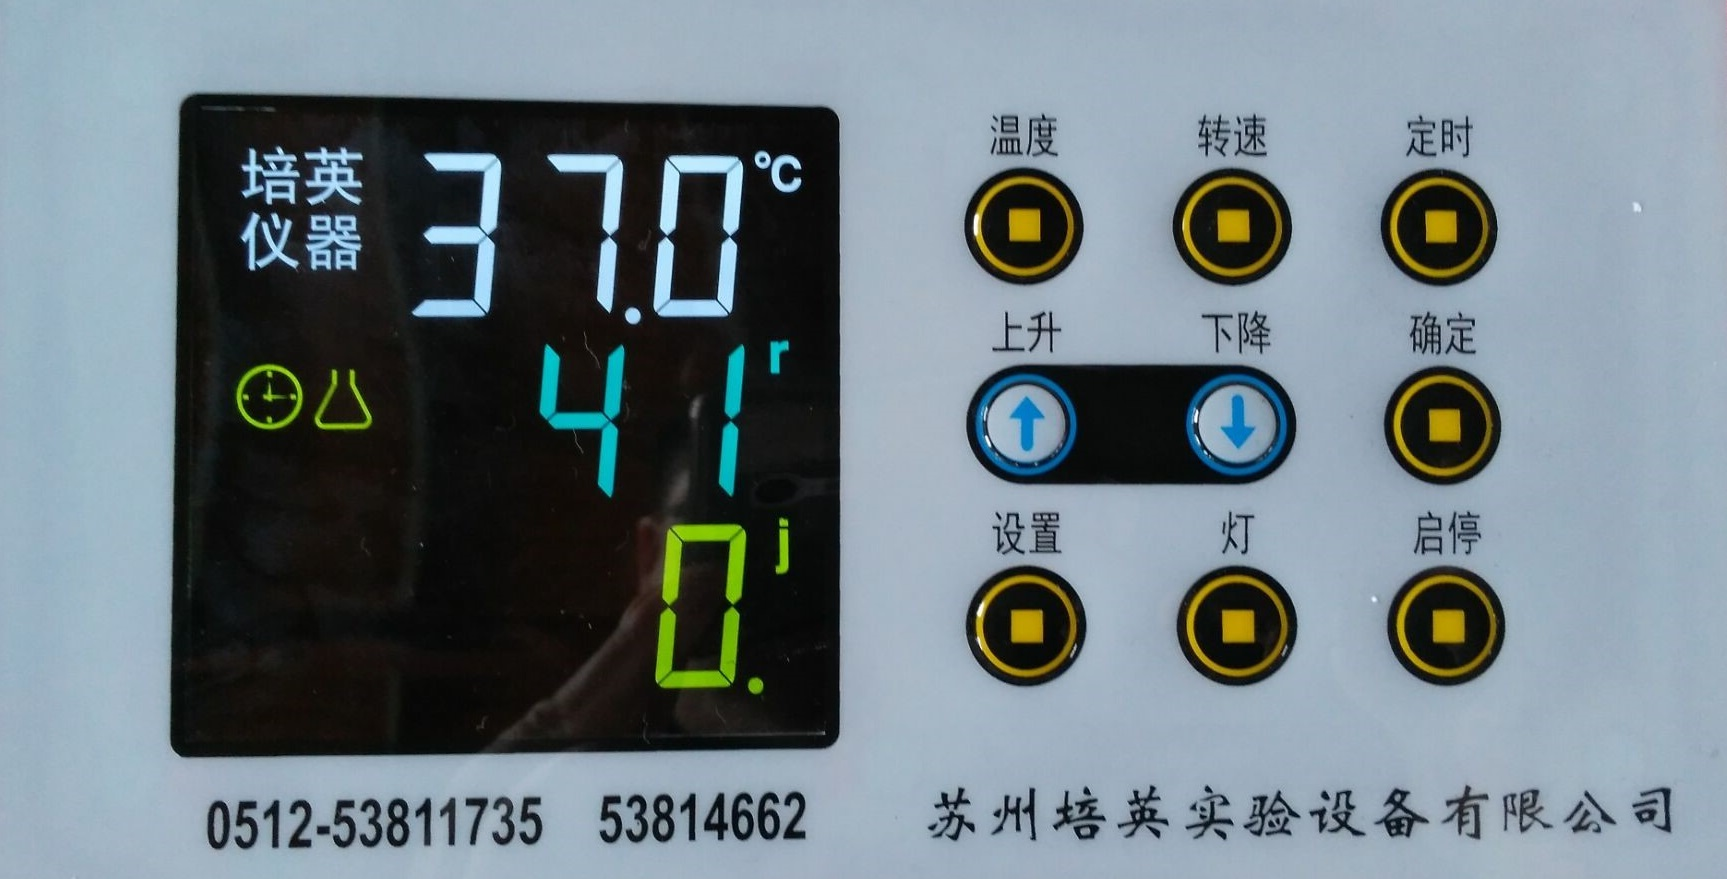 培英
仪器
37.0 ℃
41 r
0. j
温度 转速 定时
上升 下降 确定
设置 灯 启停
0512-53811735 53814662
苏州培英实验设备有限公司